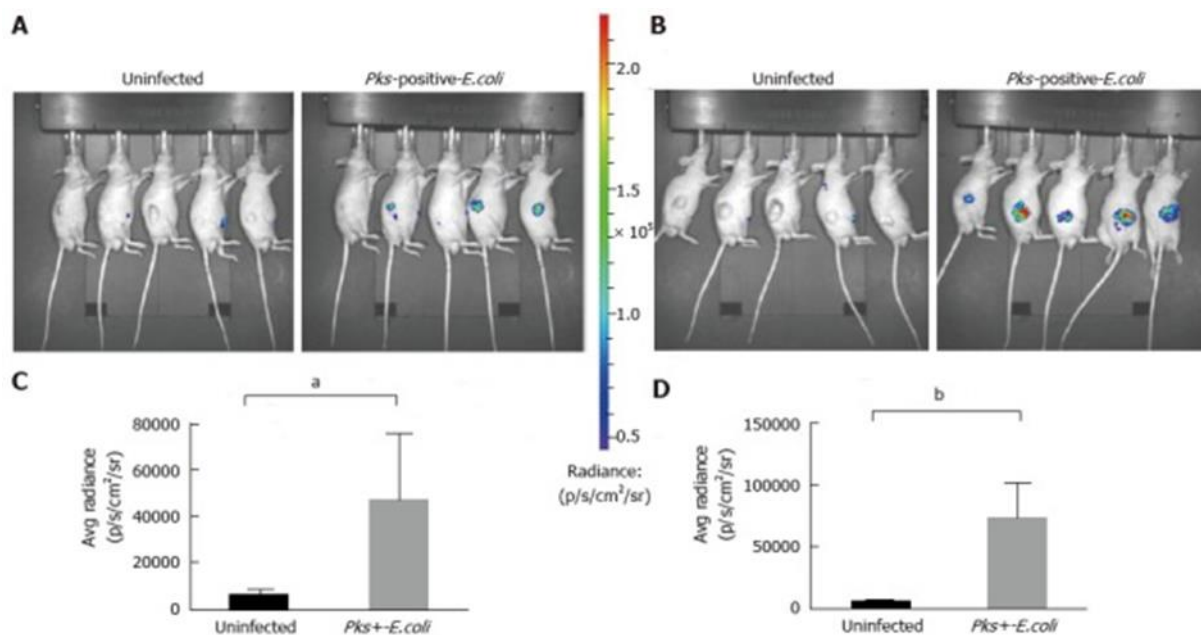 A
Uninfected
Pks-positive-E.coli
2.0
1.5
× 10⁵
1.0
0.5
Radiance:
(p/s/cm²/sr)
B
Uninfected
Pks-positive-E.coli
C
a
Avg radiance
(p/s/cm²/sr)
80000
60000
40000
20000
0
Uninfected
Pks+-E.coli
D
b
Avg radiance
(p/s/cm²/sr)
150000
100000
50000
0
Uninfected
Pks+-E.coli